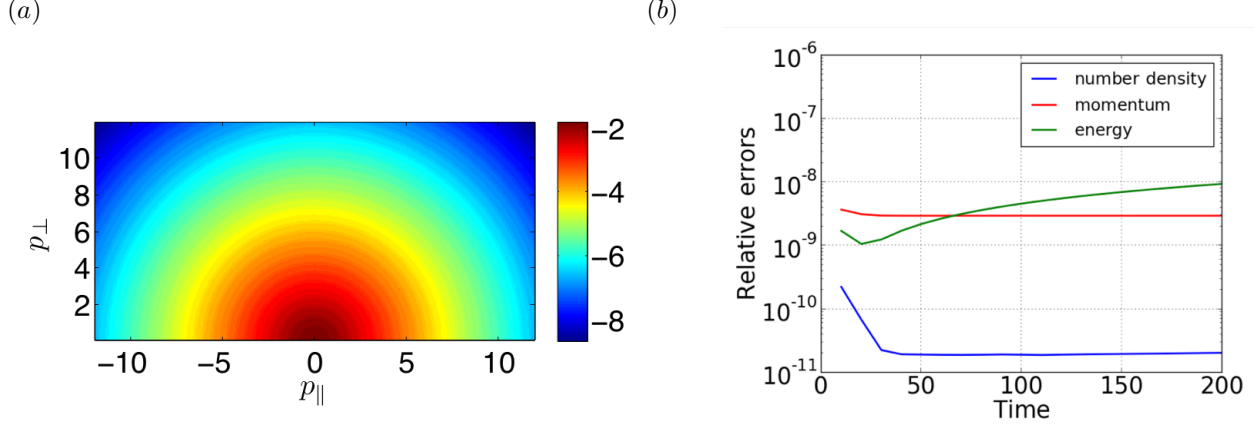 (a)
(b)
10
8
6
4
2
p⊥
−10
−5
0
5
10
p∥
−2
−4
−6
−8
10^-6
10^-7
10^-8
10^-9
10^-10
10^-11
Relative errors
number density
momentum
energy
0
50
100
150
200
Time